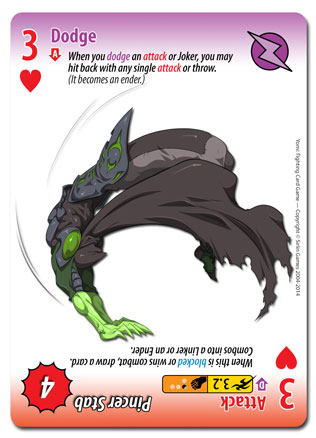 3
Dodge
When you dodge an attack or Joker, you may
hit back with any single attack or throw.
(It becomes an ender.)
Yomi Fighting Card Game — Copyright © Sirlin Games 2004-2014
3
Attack
D 3.2
Pincer Stab
4
When this is blocked or wins combat, draw a card.
Combos into a Linker or an Ender.